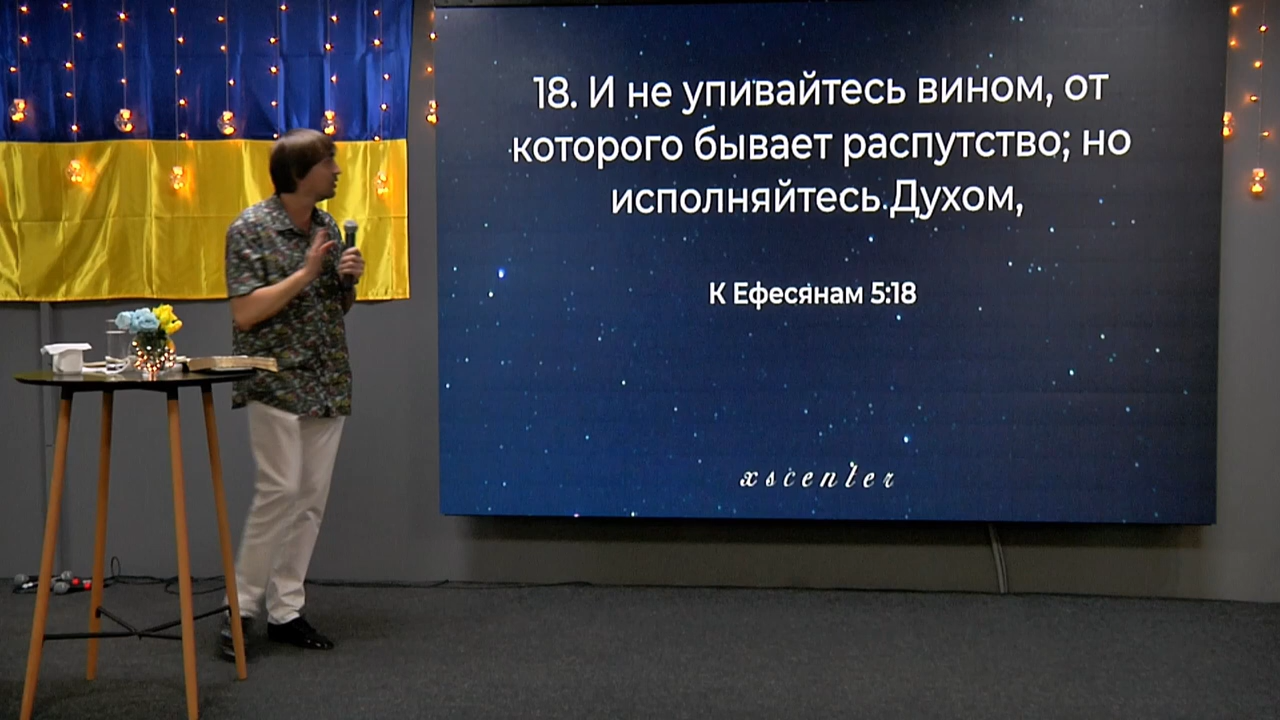 18. И не упивайтесь вином, от
которого бывает распутство; но
исполняйтесь Духом,
К Ефесянам 5:18
xscenter